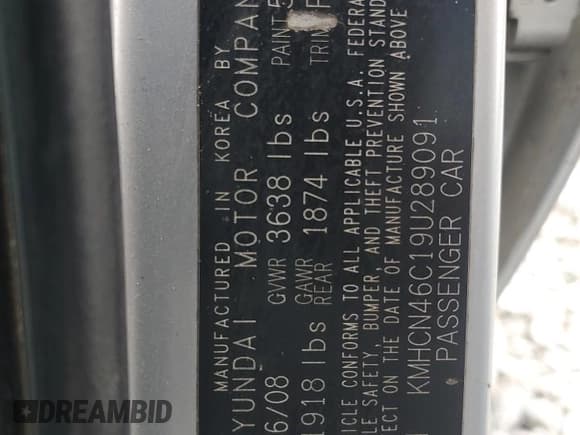 MANUFACTURED IN KOREA BY
YUNDAI MOTOR COMPAN
6/08 GVWR 3638 lbs PAINT
1918 lbs GAWR REAR 1874 lbs TRIM
ICLE CONFORMS TO ALL APPLICABLE U.S.A. FEDERA
LE SAFETY, BUMPER, AND THEFT PREVENTION STAND
ECT ON THE DATE OF MANUFACTURE SHOWN ABOVE
KMHCN46C19U289091
PASSENGER CAR
DREAMBID